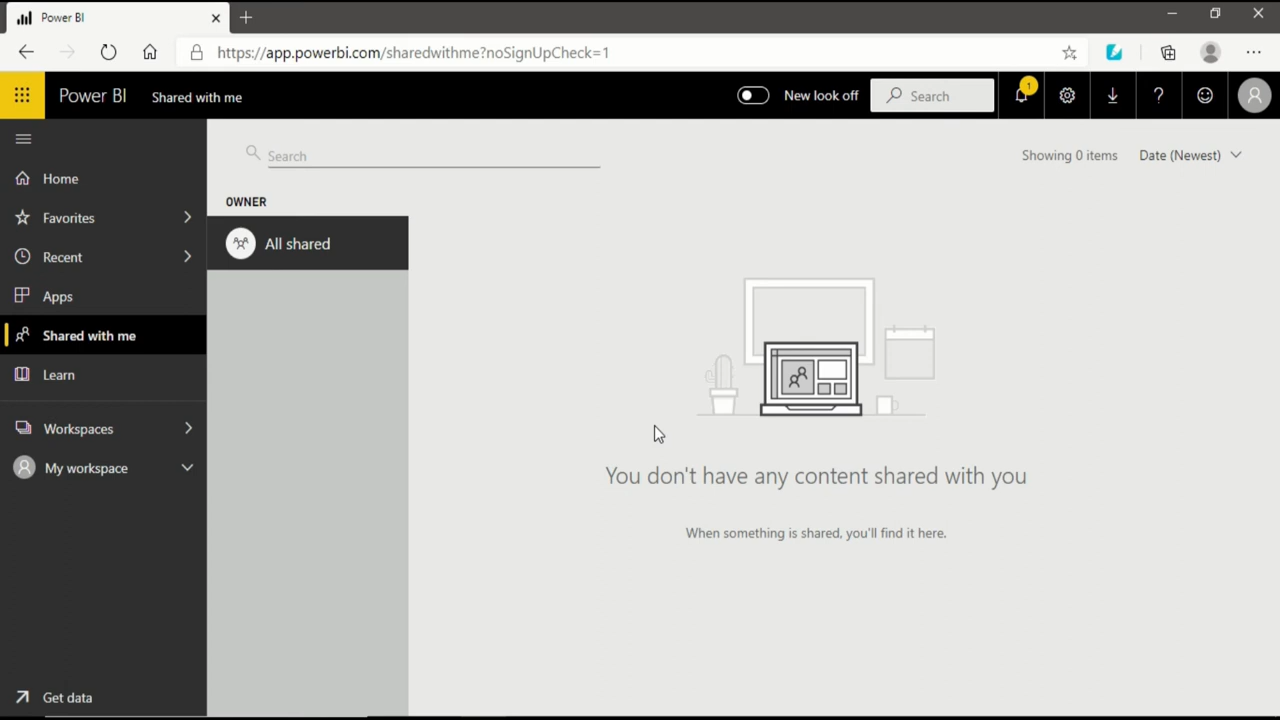 Power BI
https://app.powerbi.com/sharedwithme?noSignUpCheck=1
Power BI Shared with me New look off Search 1 ?
Search Showing 0 items Date (Newest)
Home
OWNER
Favorites
All shared
Recent
Apps
Shared with me
Learn
Workspaces
My workspace
You don't have any content shared with you
When something is shared, you'll find it here.
Get data